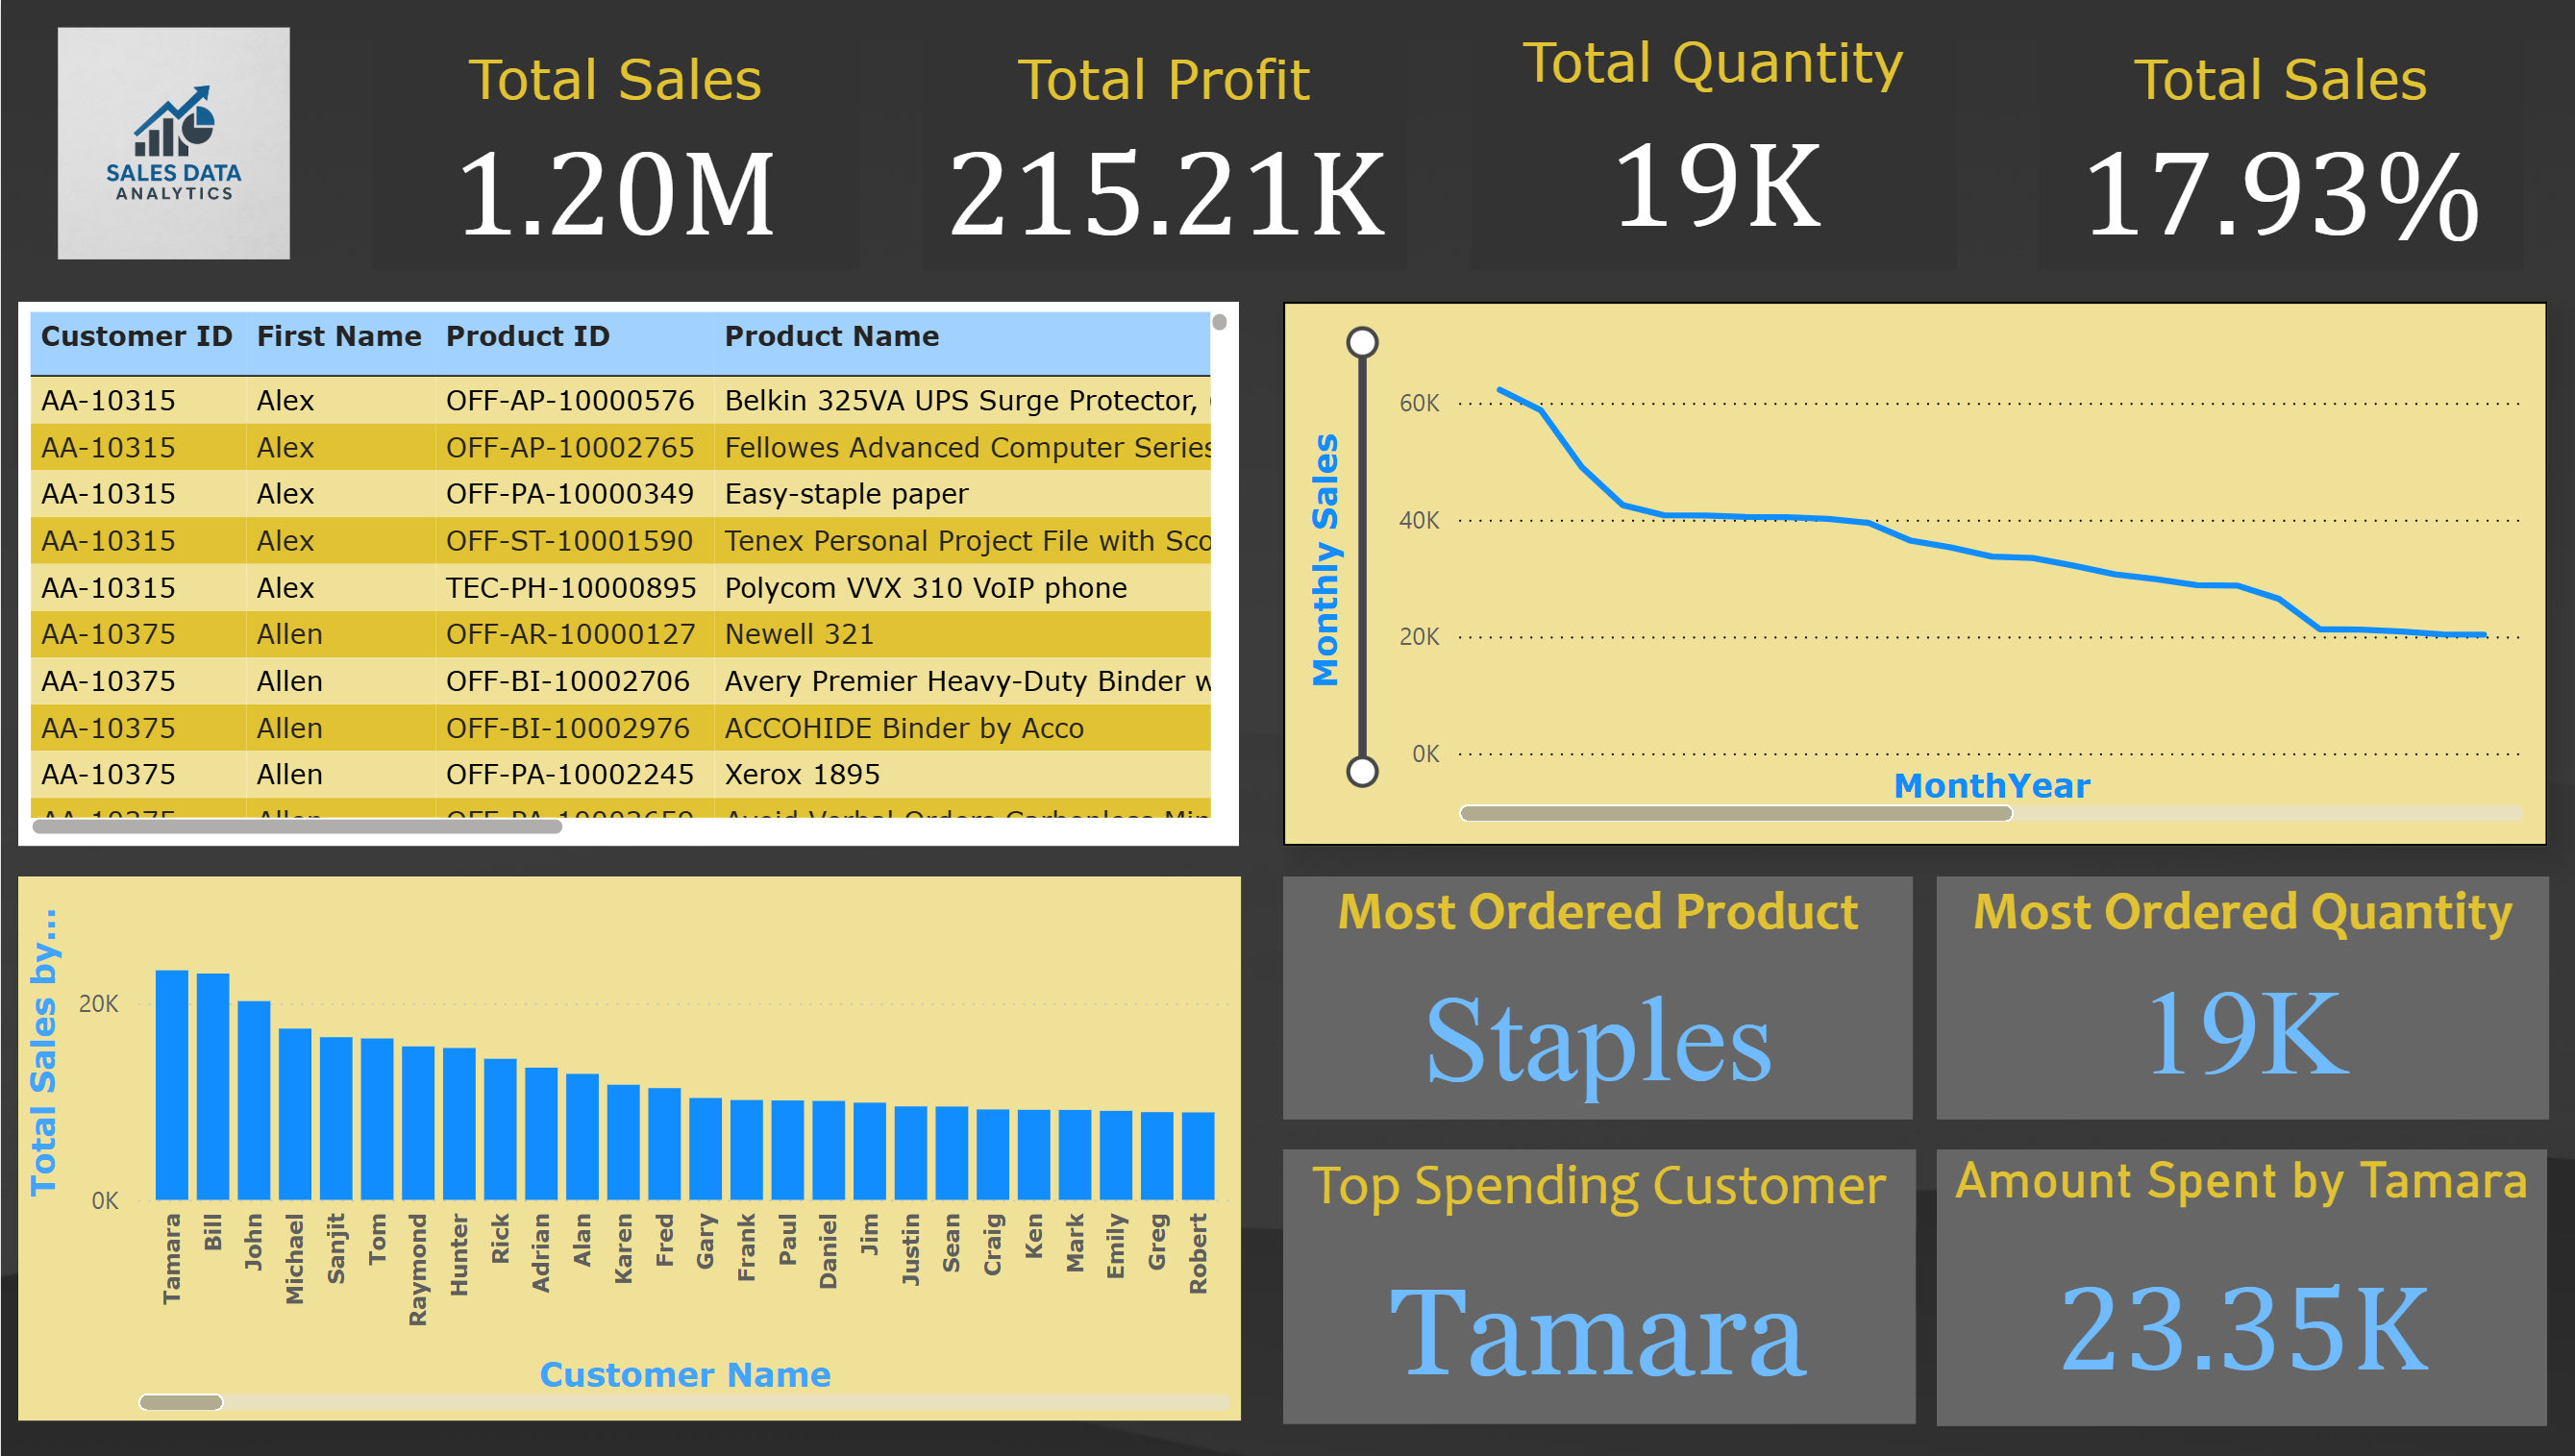 SALES DATA
ANALYTICS
Total Sales
1.20M
Total Profit
215.21K
Total Quantity
19K
Total Sales
17.93%
Customer ID First Name Product ID Product Name
AA-10315 Alex OFF-AP-10000576 Belkin 325VA UPS Surge Protector,
AA-10315 Alex OFF-AP-10002765 Fellowes Advanced Computer Series
AA-10315 Alex OFF-PA-10000349 Easy-staple paper
AA-10315 Alex OFF-ST-10001590 Tenex Personal Project File with Sco
AA-10315 Alex TEC-PH-10000895 Polycom VVX 310 VoIP phone
AA-10375 Allen OFF-AR-10000127 Newell 321
AA-10375 Allen OFF-BI-10002706 Avery Premier Heavy-Duty Binder w
AA-10375 Allen OFF-BI-10002976 ACCOHIDE Binder by Acco
AA-10375 Allen OFF-PA-10002245 Xerox 1895
Monthly Sales
60K
40K
20K
0K
MonthYear
Total Sales by...
20K
0K
Tamara
Bill
John
Michael
Sanjit
Tom
Raymond
Hunter
Rick
Adrian
Alan
Karen
Fred
Gary
Frank
Paul
Daniel
Jim
Justin
Sean
Craig
Ken
Mark
Emily
Greg
Robert
Customer Name
Most Ordered Product
Staples
Most Ordered Quantity
19K
Top Spending Customer
Tamara
Amount Spent by Tamara
23.35K